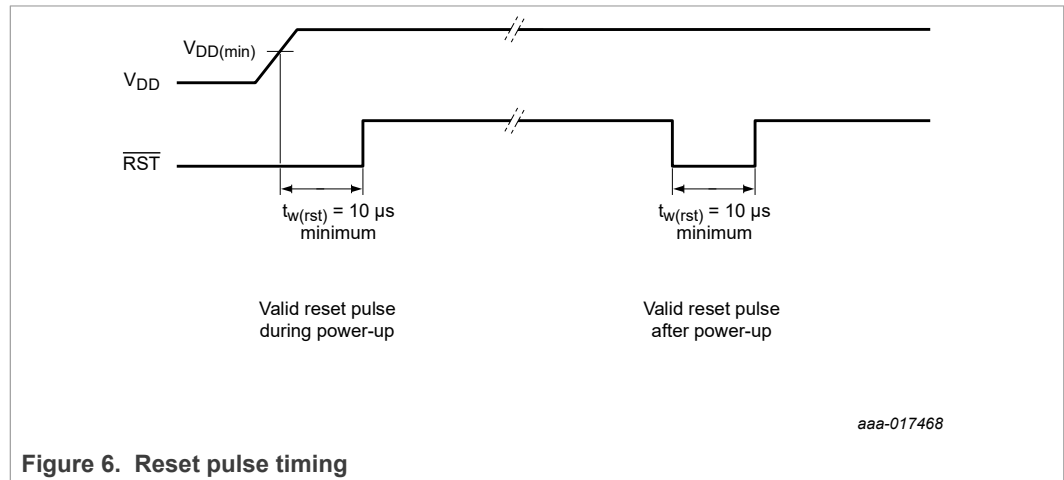 VDD(min)
VDD
RST
tw(rst) = 10 µs
minimum
tw(rst) = 10 µs
minimum
Valid reset pulse
during power-up
Valid reset pulse
after power-up
aaa-017468
Figure 6. Reset pulse timing